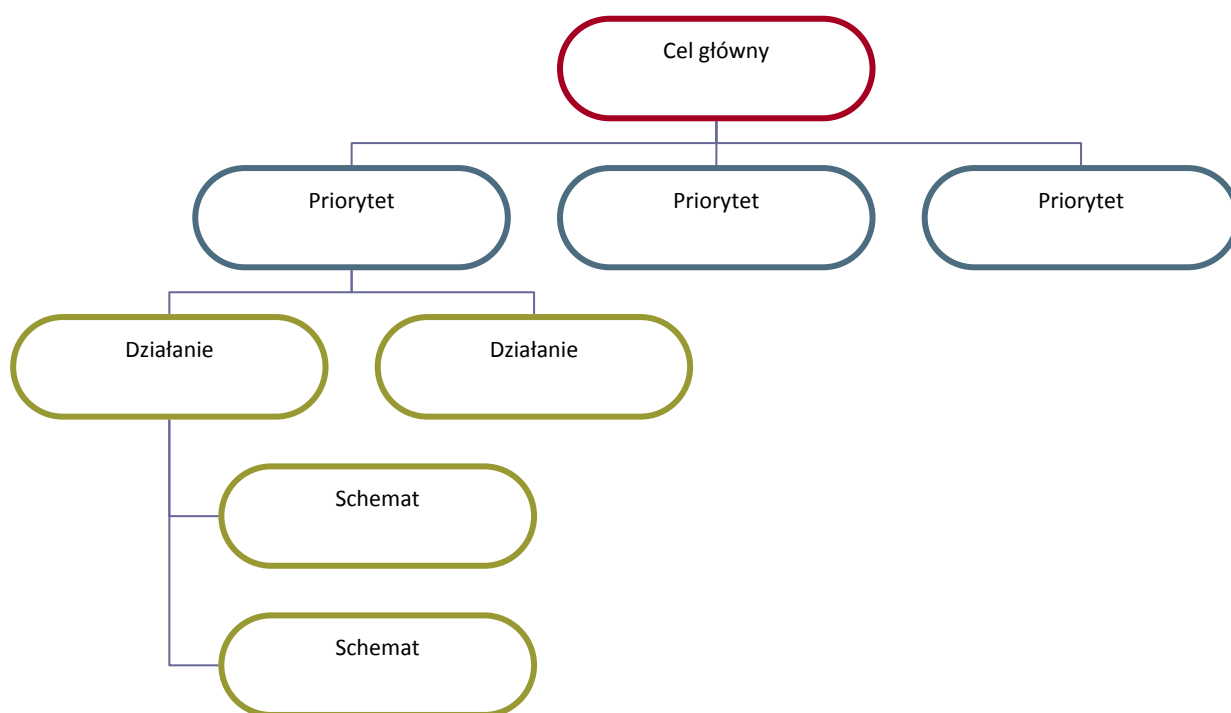 Cel główny
Priorytet
Priorytet
Priorytet
Działanie
Działanie
Schemat
Schemat